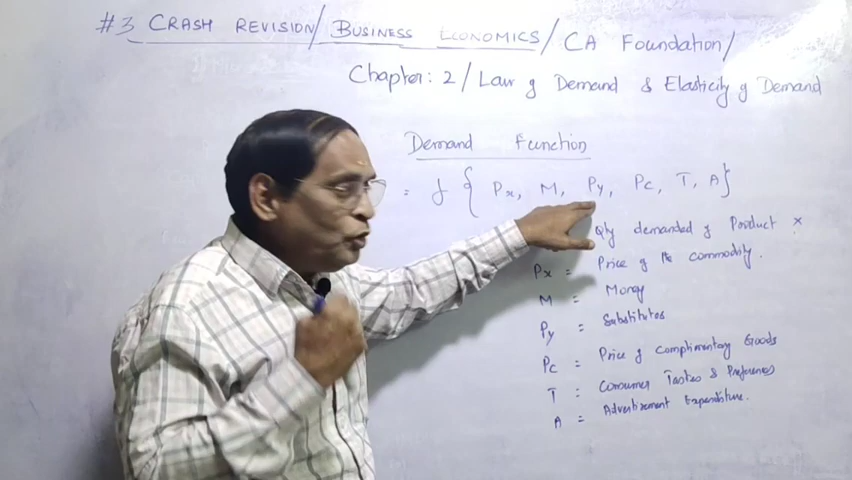 #3 CRASH REVISION/ BUSINESS ECONOMICS/ CA Foundation/
Chapter: 2/ Law of Demand & Elasticity of Demand
Demand Function
= f { Px, M, Py, Pc, T, A}
Qty demanded of Product x
Px = Price of the commodity.
M = Money
Py = Substitutes
Pc = Price of Complimentary Goods
T = Consumer Tastes & Preferences
A = Advertizement Expenditure.